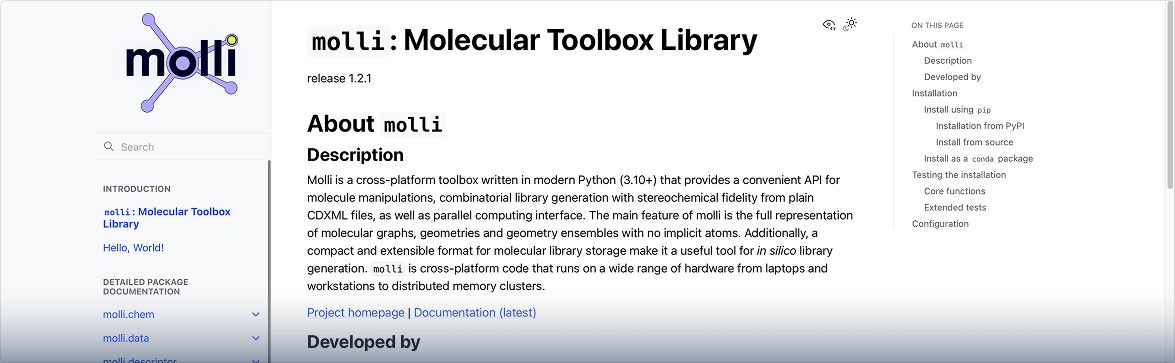 molli
Search
INTRODUCTION
molli: Molecular Toolbox
Library
Hello, World!
DETAILED PACKAGE
DOCUMENTATION
molli.chem
molli.data
molli.descriptor
molli: Molecular Toolbox Library
release 1.2.1
About molli
Description
Molli is a cross-platform toolbox written in modern Python (3.10+) that provides a convenient API for
molecule manipulations, combinatorial library generation with stereochemical fidelity from plain
CDXML files, as well as parallel computing interface. The main feature of molli is the full representation
of molecular graphs, geometries and geometry ensembles with no implicit atoms. Additionally, a
compact and extensible format for molecular library storage make it a useful tool for in silico library
generation. molli is cross-platform code that runs on a wide range of hardware from laptops and
workstations to distributed memory clusters.
Project homepage | Documentation (latest)
Developed by
ON THIS PAGE
About molli
Description
Developed by
Installation
Install using pip
Installation from PyPI
Install from source
Install as a conda package
Testing the installation
Core functions
Extended tests
Configuration